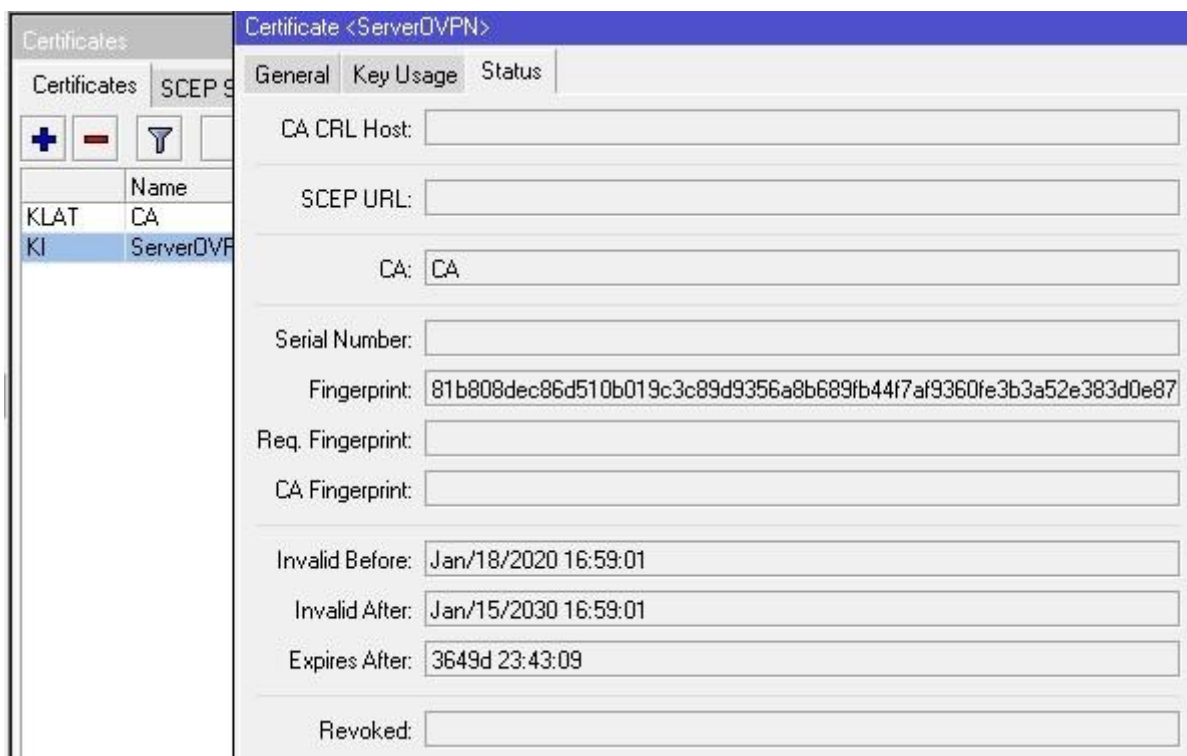 Certificates
Certificates SCEP S
Name
KLAT CA
KI ServerOVP
Certificate <ServerOVPN>
General Key Usage Status
CA CRL Host:
SCEP URL:
CA: CA
Serial Number:
Fingerprint: 81b808dec86d510b019c3c89d9356a8b689fb44f7af9360fe3b3a52e383d0e87
Req. Fingerprint:
CA Fingerprint:
Invalid Before: Jan/18/2020 16:59:01
Invalid After: Jan/15/2030 16:59:01
Expires After: 3649d 23:43:09
Revoked: